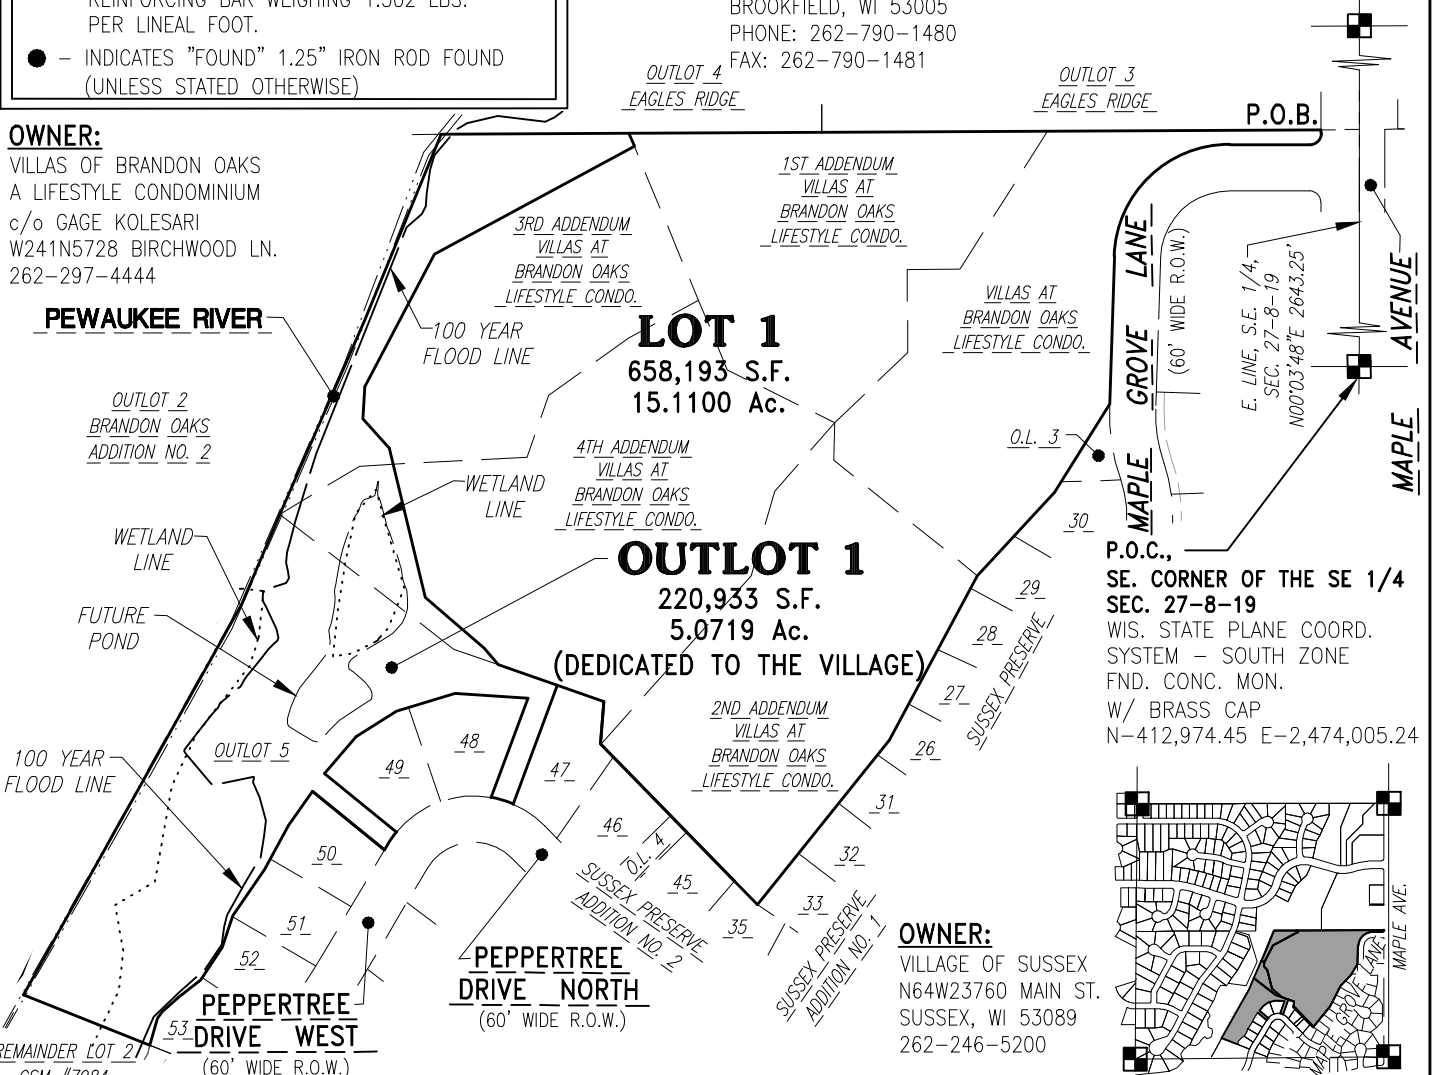 REINFORCING BAR WEIGHING 1.502 LBS.
PER LINEAL FOOT.
– INDICATES "FOUND" 1.25" IRON ROD FOUND
(UNLESS STATED OTHERWISE)
BROOKFIELD, WI 53005
PHONE: 262-790-1480
FAX: 262-790-1481
OUTLOT 4
EAGLES RIDGE
OUTLOT 3
EAGLES RIDGE
P.O.B.
OWNER:
VILLAS OF BRANDON OAKS
A LIFESTYLE CONDOMINIUM
c/o GAGE KOLESARI
W241N5728 BIRCHWOOD LN.
262-297-4444
PEWAUKEE RIVER
100 YEAR
FLOOD LINE
3RD ADDENDUM
VILLAS AT
BRANDON OAKS
LIFESTYLE CONDO.
1ST ADDENDUM
VILLAS AT
BRANDON OAKS
LIFESTYLE CONDO.
VILLAS AT
BRANDON OAKS
LIFESTYLE CONDO.
LOT 1
658,193 S.F.
15.1100 Ac.
OUTLOT 2
BRANDON OAKS
ADDITION NO. 2
4TH ADDENDUM
VILLAS AT
BRANDON OAKS
LIFESTYLE CONDO.
WETLAND
LINE
WETLAND
LINE
FUTURE
POND
OUTLOT 1
220,933 S.F.
5.0719 Ac.
(DEDICATED TO THE VILLAGE)
2ND ADDENDUM
VILLAS AT
BRANDON OAKS
LIFESTYLE CONDO.
MAPLE GROVE LANE
(60' WIDE R.O.W.)
E. LINE, S.E. 1/4,
SEC. 27-8-19
N00°03'48"E 2643.25'
MAPLE AVENUE
O.L. 3
30
29
28
27
26
31
32
33
35
45
46
47
48
49
50
51
52
53
O.L. 4
SUSSEX PRESERVE
SUSSEX PRESERVE
ADDITION NO. 1
SUSSEX PRESERVE
ADDITION NO. 2
OUTLOT 5
100 YEAR
FLOOD LINE
P.O.C.,
SE. CORNER OF THE SE 1/4
SEC. 27-8-19
WIS. STATE PLANE COORD.
SYSTEM – SOUTH ZONE
FND. CONC. MON.
W/ BRASS CAP
N-412,974.45 E-2,474,005.24
PEPPERTREE
DRIVE NORTH
(60' WIDE R.O.W.)
PEPPERTREE
DRIVE WEST
(60' WIDE R.O.W.)
REMAINDER LOT 2
OWNER:
VILLAGE OF SUSSEX
N64W23760 MAIN ST.
SUSSEX, WI 53089
262-246-5200
MAPLE AVE.
MAPLE GROVE LANE